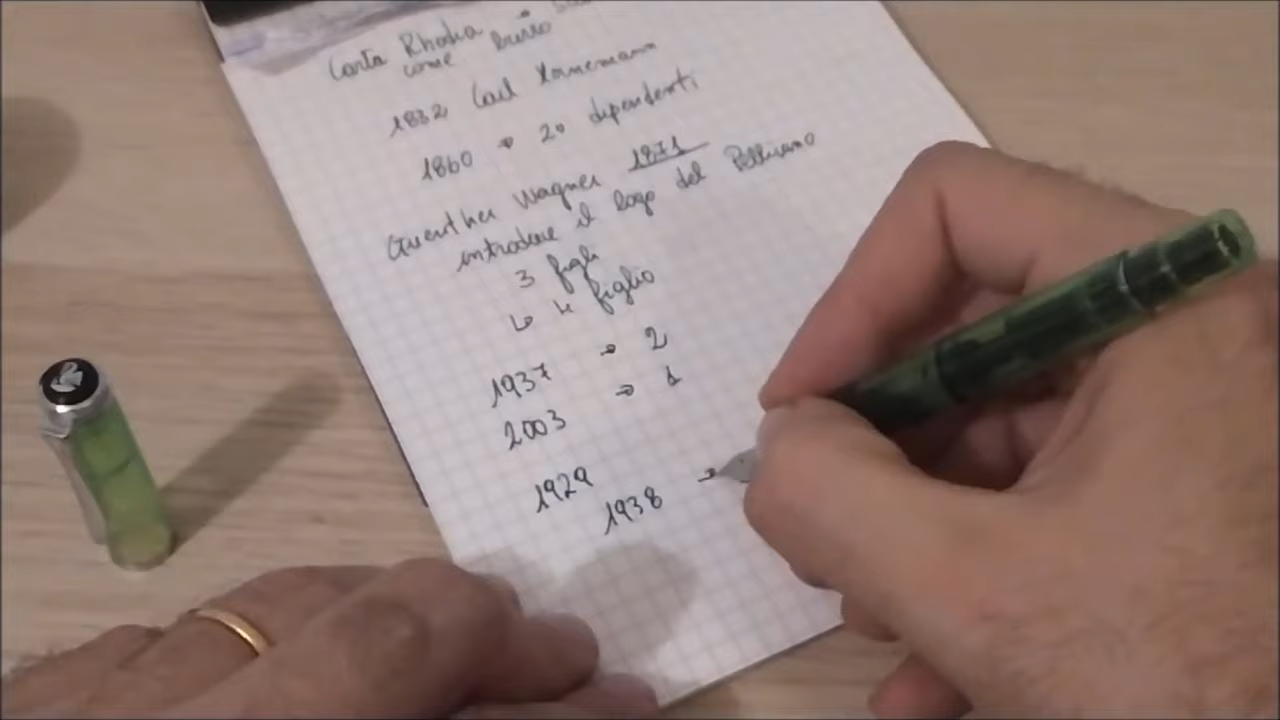 Carta Rhodia →
come burro
1832 Carl Hornemann
1860 → 20 dipendenti
Guenther Wagner 1871
introduce il logo del Pellicano
3 figli
↳ 4 figlio
1937 → 2
2003 → 1
1929
1938 →